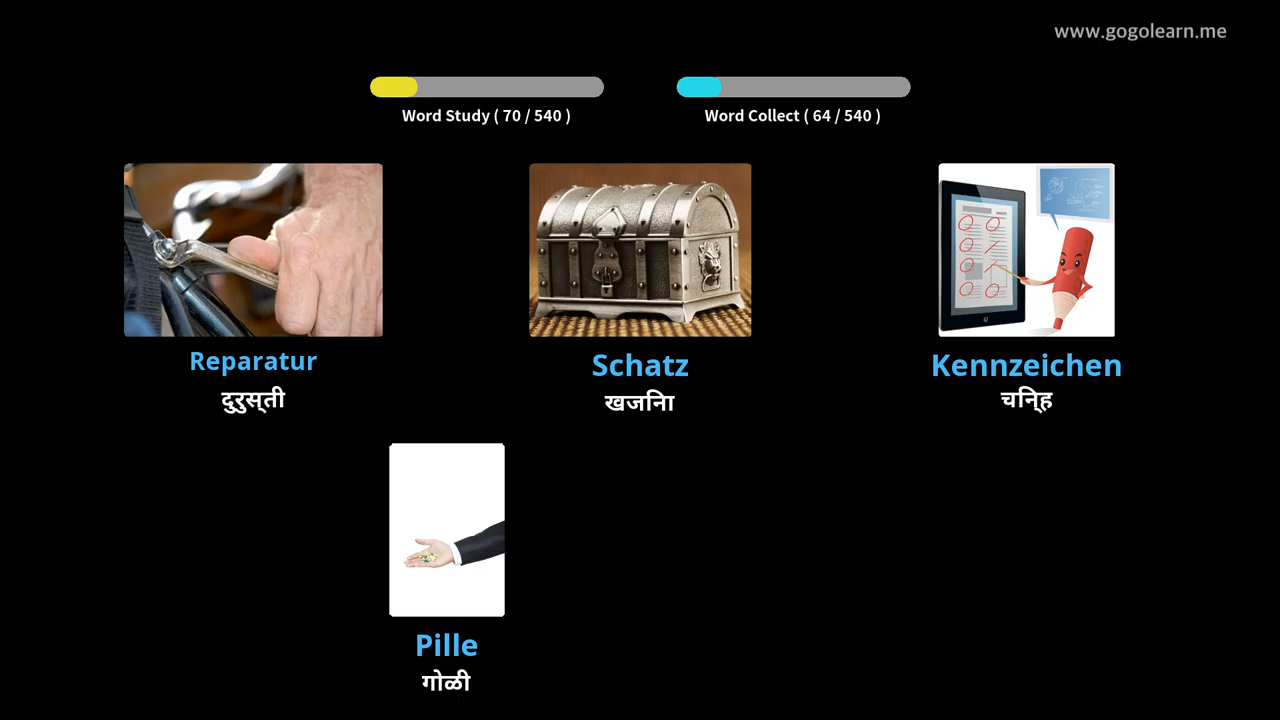 www.gogolearn.me
Word Study ( 70 / 540 )
Word Collect ( 64 / 540 )
Reparatur
दुरुस्ती
Schatz
खजिना
Kennzeichen
चिन्ह
Pille
गोळी